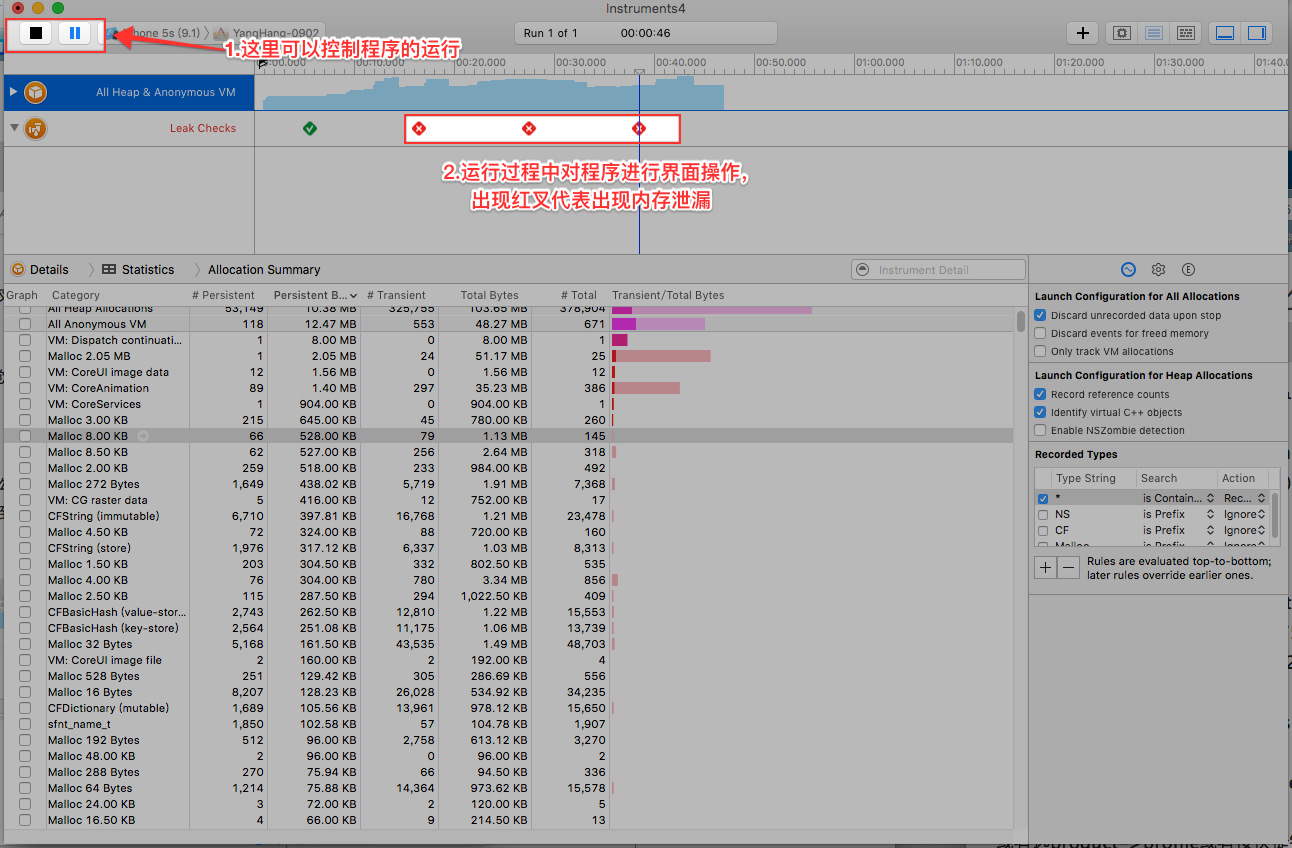 Instruments4
iPhone 5s (9.1) 〉 YangHang-0902
Run 1 of 1 00:00:46
1.这里可以控制程序的运行
00:00.000 00:10.000 00:20.000 00:30.000 00:40.000 00:50.000 01:00.000 01:10.000 01:20.000 01:30.000 01:40.0
All Heap & Anonymous VM
Leak Checks
2.运行过程中对程序进行界面操作，
出现红叉代表出现内存泄漏
Details 〉 Statistics 〉 Allocation Summary
Instrument Detail
Graph Category # Persistent Persistent B... # Transient Total Bytes # Total Transient/Total Bytes
All Heap Allocations 53,149 10.38 MB 325,755 103.65 MB 378,904
All Anonymous VM 118 12.47 MB 553 48.27 MB 671
VM: Dispatch continuati... 1 8.00 MB 0 8.00 MB 1
Malloc 2.05 MB 1 2.05 MB 24 51.17 MB 25
VM: CoreUI image data 12 1.56 MB 0 1.56 MB 12
VM: CoreAnimation 89 1.40 MB 297 35.23 MB 386
VM: CoreServices 1 904.00 KB 0 904.00 KB 1
Malloc 3.00 KB 215 645.00 KB 45 780.00 KB 260
Malloc 8.00 KB 66 528.00 KB 79 1.13 MB 145
Malloc 8.50 KB 62 527.00 KB 256 2.64 MB 318
Malloc 2.00 KB 259 518.00 KB 233 984.00 KB 492
Malloc 272 Bytes 1,649 438.02 KB 5,719 1.91 MB 7,368
VM: CG raster data 5 416.00 KB 12 752.00 KB 17
CFString (immutable) 6,710 397.81 KB 16,768 1.21 MB 23,478
Malloc 4.50 KB 72 324.00 KB 88 720.00 KB 160
CFString (store) 1,976 317.12 KB 6,337 1.03 MB 8,313
Malloc 1.50 KB 203 304.50 KB 332 802.50 KB 535
Malloc 4.00 KB 76 304.00 KB 780 3.34 MB 856
Malloc 2.50 KB 115 287.50 KB 294 1,022.50 KB 409
CFBasicHash (value-stor... 2,743 262.50 KB 12,810 1.22 MB 15,553
CFBasicHash (key-store) 2,564 251.08 KB 11,175 1.06 MB 13,739
Malloc 32 Bytes 5,168 161.50 KB 43,535 1.49 MB 48,703
VM: CoreUI image file 2 160.00 KB 2 192.00 KB 4
Malloc 528 Bytes 251 129.42 KB 305 286.69 KB 556
Malloc 16 Bytes 8,207 128.23 KB 26,028 534.92 KB 34,235
CFDictionary (mutable) 1,689 105.56 KB 13,961 978.12 KB 15,650
sfnt_name_t 1,850 102.58 KB 57 104.78 KB 1,907
Malloc 192 Bytes 512 96.00 KB 2,758 613.12 KB 3,270
Malloc 48.00 KB 2 96.00 KB 0 96.00 KB 2
Malloc 288 Bytes 270 75.94 KB 66 94.50 KB 336
Malloc 64 Bytes 1,214 75.88 KB 14,364 973.62 KB 15,578
Malloc 24.00 KB 3 72.00 KB 2 120.00 KB 5
Malloc 16.50 KB 4 66.00 KB 9 214.50 KB 13
E
Launch Configuration for All Allocations
Discard unrecorded data upon stop
Discard events for freed memory
Only track VM allocations
Launch Configuration for Heap Allocations
Record reference counts
Identify virtual C++ objects
Enable NSZombie detection
Recorded Types
Type String Search Action
* is Contain... Rec...
NS is Prefix Ignore
CF is Prefix Ignore
Malloc is Prefix Ignore
Rules are evaluated top-to-bottom;
later rules override earlier ones.